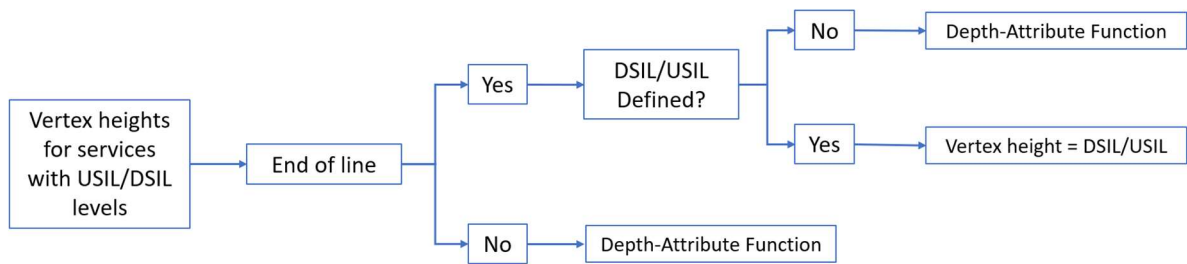 Vertex heights
for services
with USIL/DSIL
levels
End of line
Yes
DSIL/USIL
Defined?
No
Depth-Attribute Function
Yes
Vertex height = DSIL/USIL
No
Depth-Attribute Function